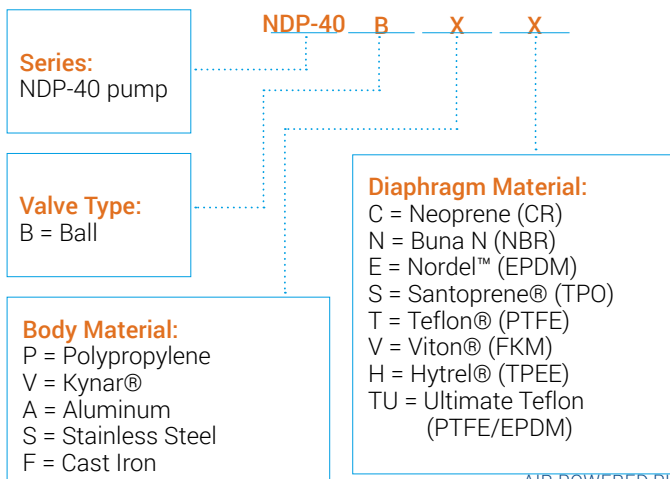 NDP-40 B X X
Series:
NDP-40 pump
Valve Type:
B = Ball
Body Material:
P = Polypropylene
V = Kynar®
A = Aluminum
S = Stainless Steel
F = Cast Iron
Diaphragm Material:
C = Neoprene (CR)
N = Buna N (NBR)
E = Nordel™ (EPDM)
S = Santoprene® (TPO)
T = Teflon® (PTFE)
V = Viton® (FKM)
H = Hytrel® (TPEE)
TU = Ultimate Teflon
(PTFE/EPDM)